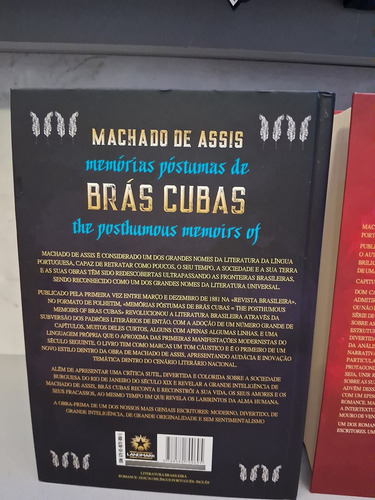 MACHADO DE ASSIS
memórias póstumas de
BRÁS CUBAS
the posthumous memoirs of
MACHADO DE ASSIS É CONSIDERADO UM DOS GRANDES NOMES DA LITERATURA DA LÍNGUA
PORTUGUESA, CAPAZ DE RETRATAR COMO POUCOS, O SEU TEMPO, A SOCIEDADE E A SUA TERRA
E AS SUAS OBRAS TÊM SIDO REDESCOBERTAS ULTRAPASSANDO AS FRONTEIRAS BRASILEIRAS,
SENDO RECONHECIDO COMO UM DOS GRANDES NOMES DA LITERATURA UNIVERSAL.
PUBLICADO PELA PRIMEIRA VEZ ENTRE MARÇO E DEZEMBRO DE 1881 NA «REVISTA BRASILEIRA»
NO FORMATO DE FOLHETIM, «MEMÓRIAS PÓSTUMAS DE BRÁS CUBAS – THE POSTHUMOUS
MEMOIRS OF BRAS CUBAS» REVOLUCIONOU A LITERATURA BRASILEIRA ATRAVÉS DA
SUBVERSÃO DOS PADRÕES LITERÁRIOS DE ENTÃO, COM A ADOÇÃO DE UM NÚMERO GRANDE DE
CAPÍTULOS, MUITOS DELES CURTOS, ALGUNS COM APENAS ALGUMAS LINHAS, E UMA
LINGUAGEM PRÓPRIA QUE O APROXIMA DAS PRIMEIRAS MANIFESTAÇÕES MODERNISTAS DO
SÉCULO SEGUINTE. O LIVRO TEM COMO MARCAS UM TOM CÁUSTICO E É O PRIMEIRO DE UM
NOVO ESTILO DENTRO DA OBRA DE MACHADO DE ASSIS, APRESENTANDO AUDÁCIA E INOVAÇÃO
TEMÁTICA DENTRO DO CENÁRIO LITERÁRIO NACIONAL.
ALÉM DE APRESENTAR UMA CRÍTICA SUTIL, DIVERTIDA E COLORIDA SOBRE A SOCIEDADE
BURGUESA DO RIO DE JANEIRO DO SÉCULO XIX E REVELAR A GRANDE INTELIGÊNCIA DE
MACHADO DE ASSIS, BRÁS CUBAS RECONTA E RECONSTRÓI A SUA VIDA, OS SEUS AMORES E OS
SEUS FRACASSOS, AO MESMO TEMPO EM QUE REVELA OS LABIRINTOS DA ALMA HUMANA.
A OBRA-PRIMA DE UM DOS NOSSOS MAIS GENIAIS ESCRITORES: MODERNO, DIVERTIDO, DE
GRANDE INTELIGÊNCIA, DE GRANDE ORIGINALIDADE E SEM SENTIMENTALISMO
LANDMARK
LITERATURA BRASILEIRA
ROMANCE: EDIÇÃO BILÍNGUE PORTUGUÊS - INGLÊS